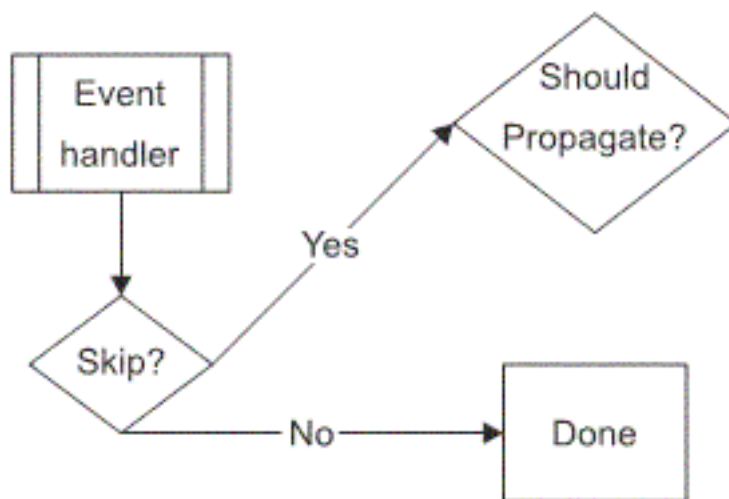 Event
handler
Should
Propagate?
Yes
Skip?
No
Done